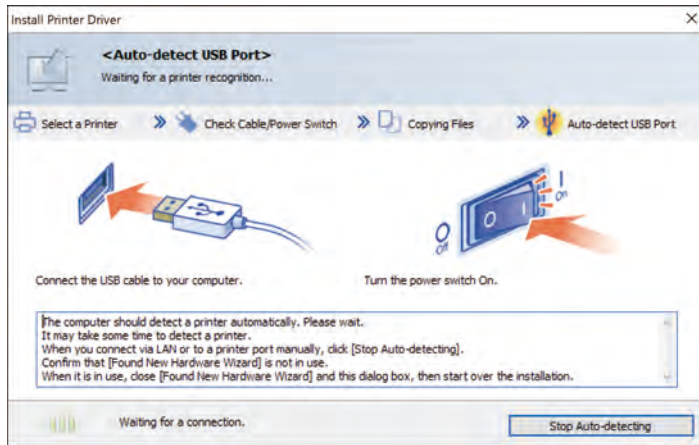 Install Printer Driver
<Auto-detect USB Port>
Waiting for a printer recognition...
Select a Printer » Check Cable/Power Switch » Copying Files » Auto-detect USB Port
O I
Off On
Connect the USB cable to your computer. Turn the power switch On.
The computer should detect a printer automatically. Please wait.
It may take some time to detect a printer.
When you connect via LAN or to a printer port manually, click [Stop Auto-detecting].
Confirm that [Found New Hardware Wizard] is not in use.
When it is in use, close [Found New Hardware Wizard] and this dialog box, then start over the installation.
Waiting for a connection. Stop Auto-detecting